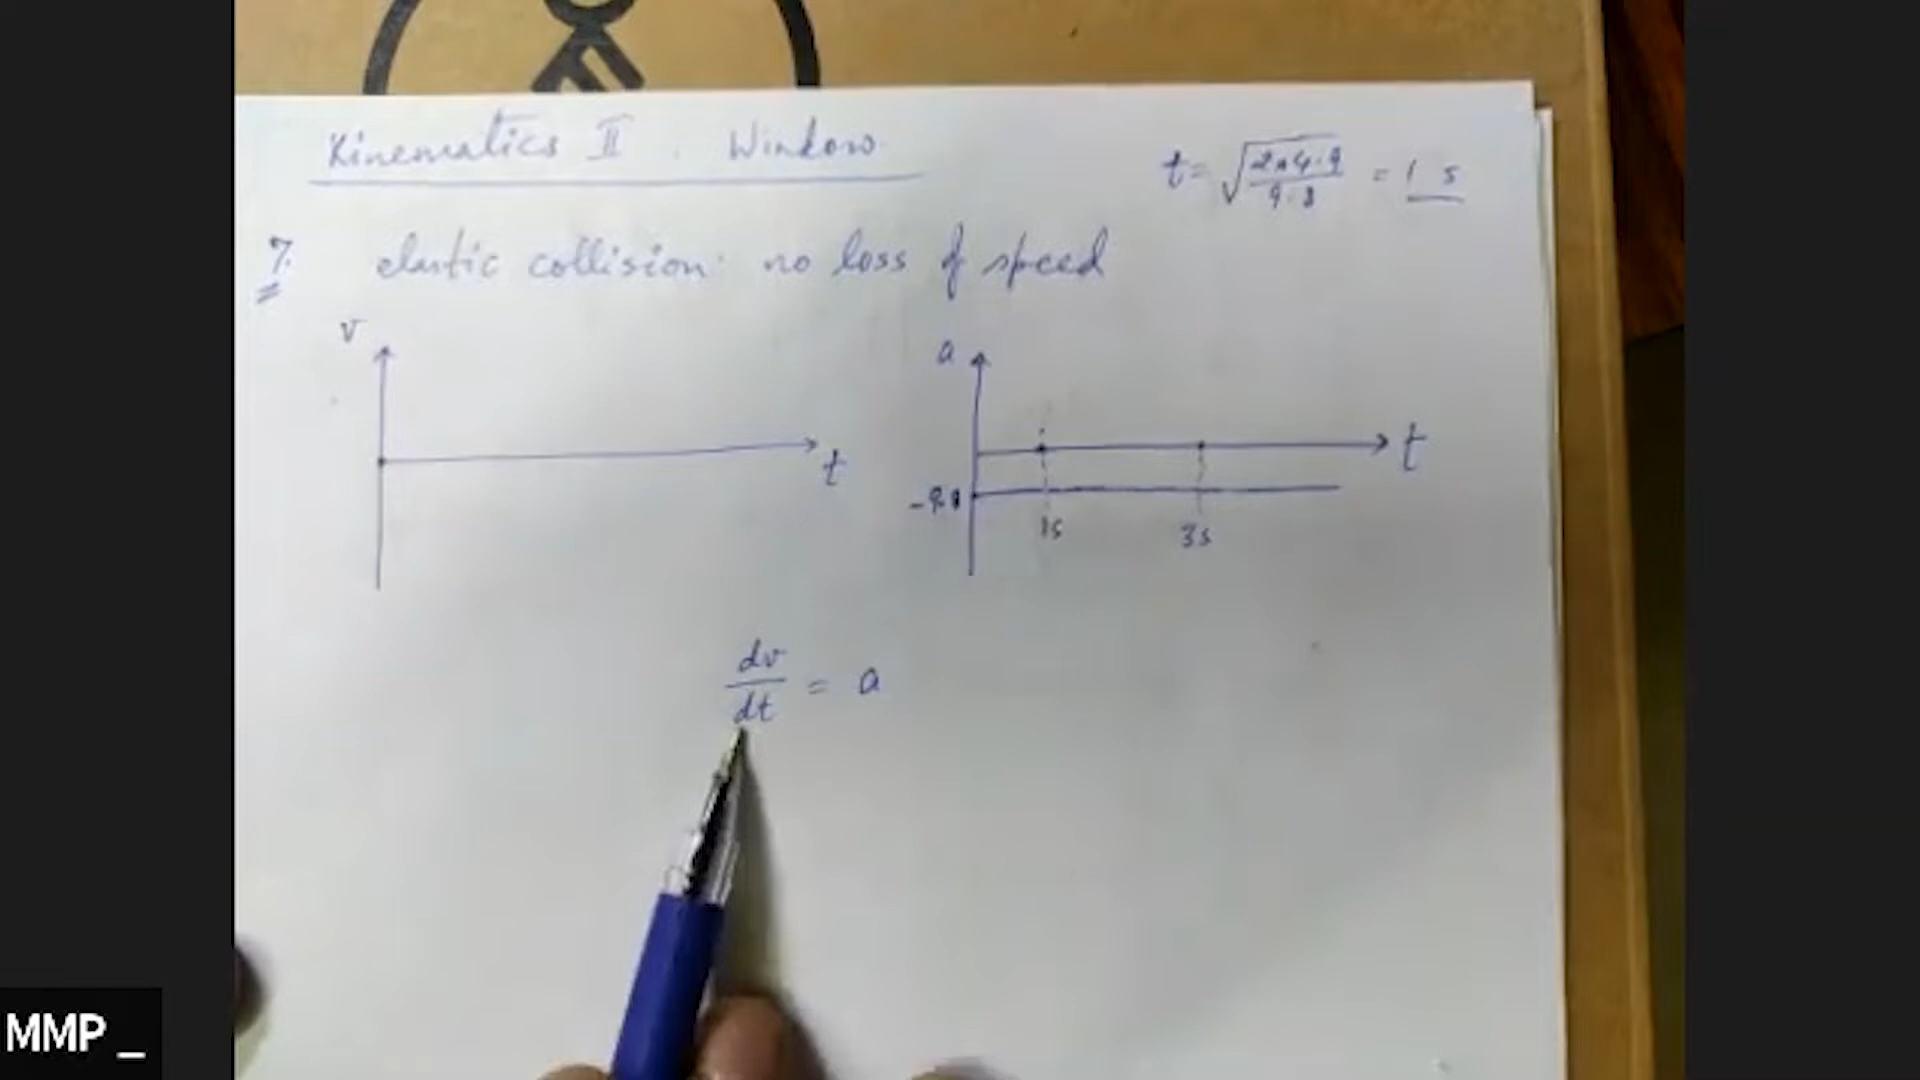 Kinematics II . Window
t = √(2×4.9/9.8) = 1 s
7. elastic collision: no loss of speed
v
t
a
t
-9.8
1s
3s
dv/dt = a
MMP _